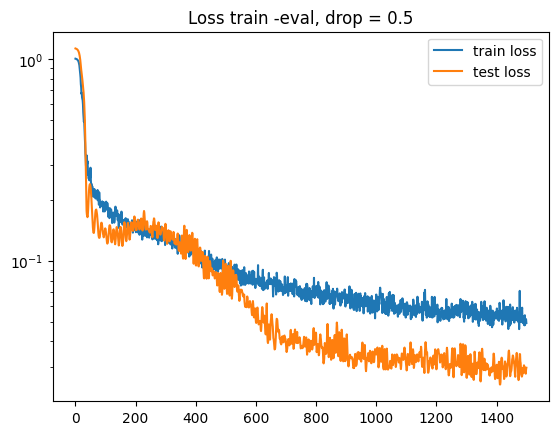 Loss train -eval, drop = 0.5
train loss
test loss
10⁰
10⁻¹
0 200 400 600 800 1000 1200 1400